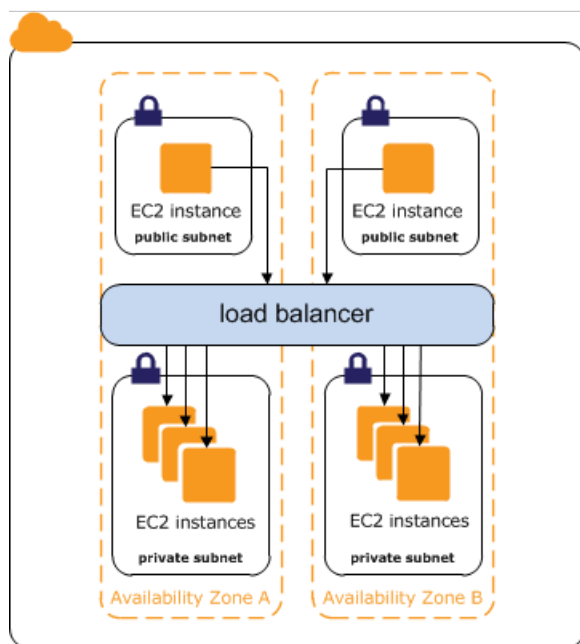 EC2 instance
public subnet
EC2 instance
public subnet
load balancer
EC2 instances
private subnet
Availability Zone A
EC2 instances
private subnet
Availability Zone B